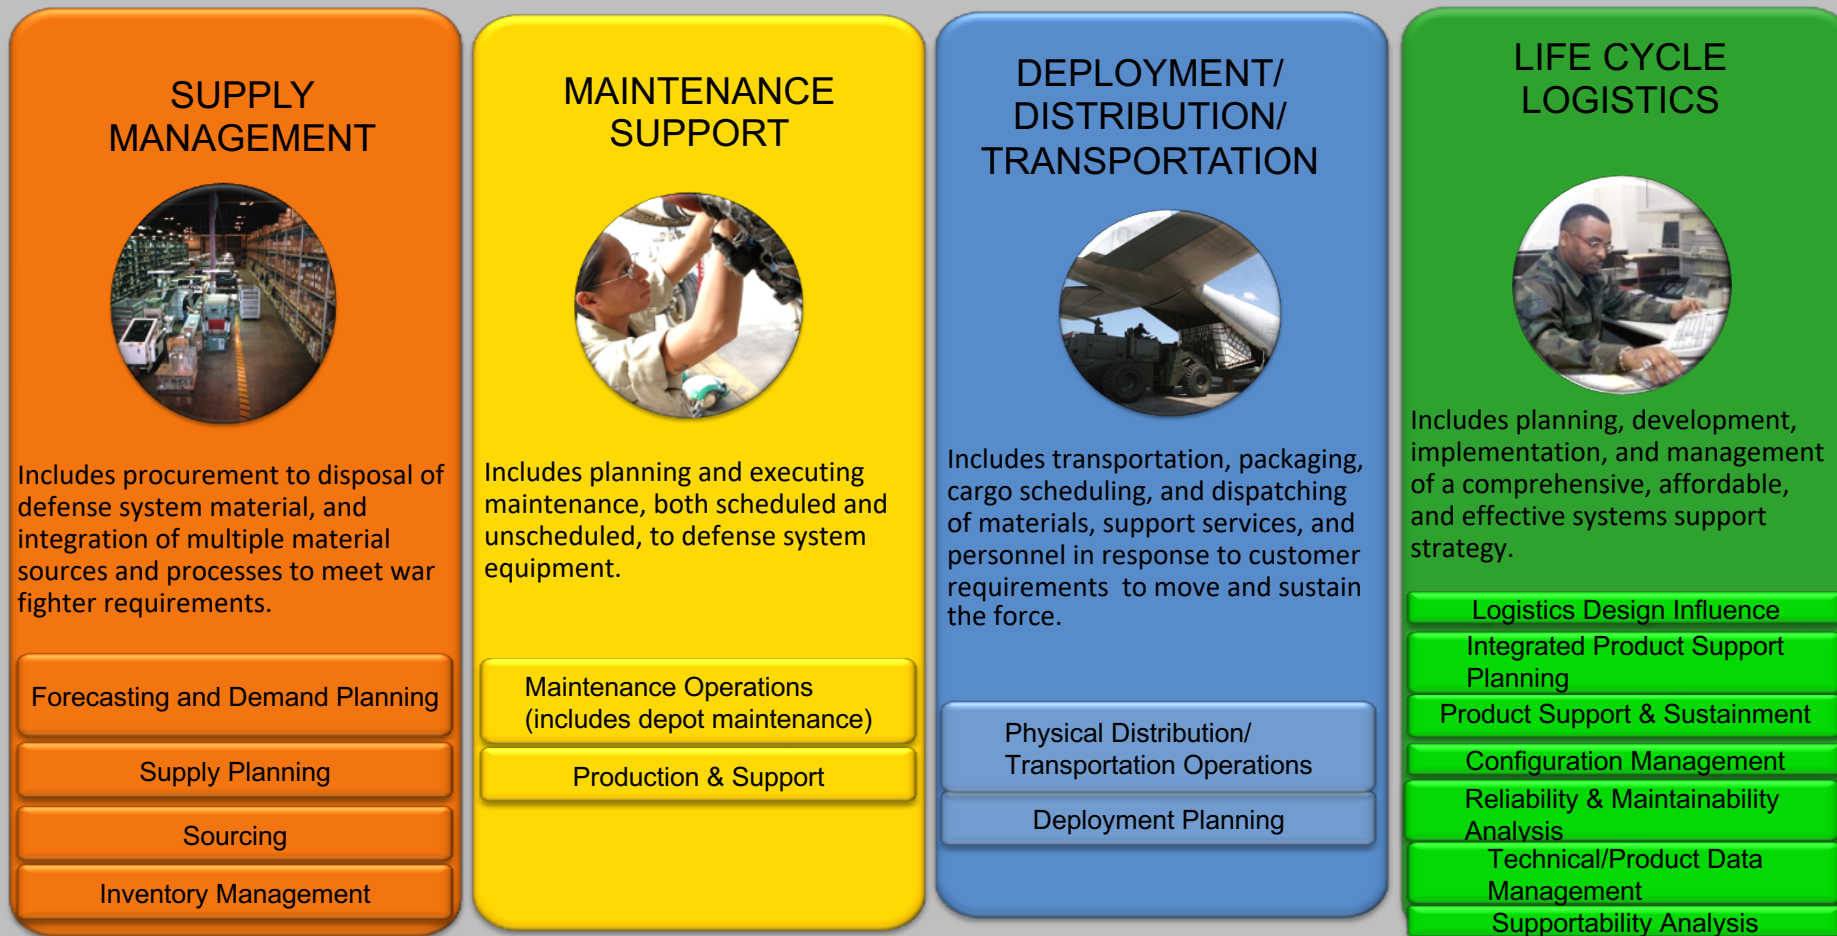 SUPPLY
MANAGEMENT
Includes procurement to disposal of
defense system material, and
integration of multiple material
sources and processes to meet war
fighter requirements.
Forecasting and Demand Planning
Supply Planning
Sourcing
Inventory Management
MAINTENANCE
SUPPORT
Includes planning and executing
maintenance, both scheduled and
unscheduled, to defense system
equipment.
Maintenance Operations
(includes depot maintenance)
Production & Support
DEPLOYMENT/
DISTRIBUTION/
TRANSPORTATION
Includes transportation, packaging,
cargo scheduling, and dispatching
of materials, support services, and
personnel in response to customer
requirements  to move and sustain
the force.
Physical Distribution/
Transportation Operations
Deployment Planning
LIFE CYCLE
LOGISTICS
Includes planning, development,
implementation, and management
of a comprehensive, affordable,
and effective systems support
strategy.
Logistics Design Influence
Integrated Product Support
Planning
Product Support & Sustainment
Configuration Management
Reliability & Maintainability
Analysis
Technical/Product Data
Management
Supportability Analysis